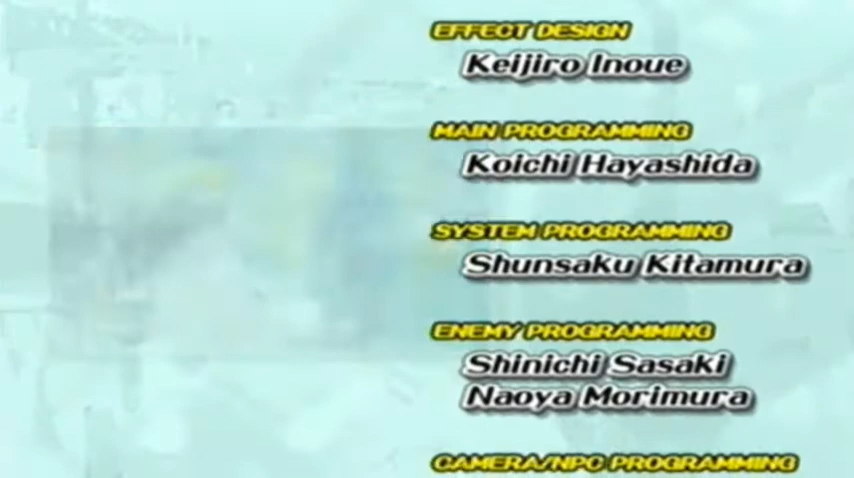 EFFECT DESIGN
Keijiro Inoue
MAIN PROGRAMMING
Koichi Hayashida
SYSTEM PROGRAMMING
Shunsaku Kitamura
ENEMY PROGRAMMING
Shinichi Sasaki
Naoya Morimura
CAMERA/NPC PROGRAMMING